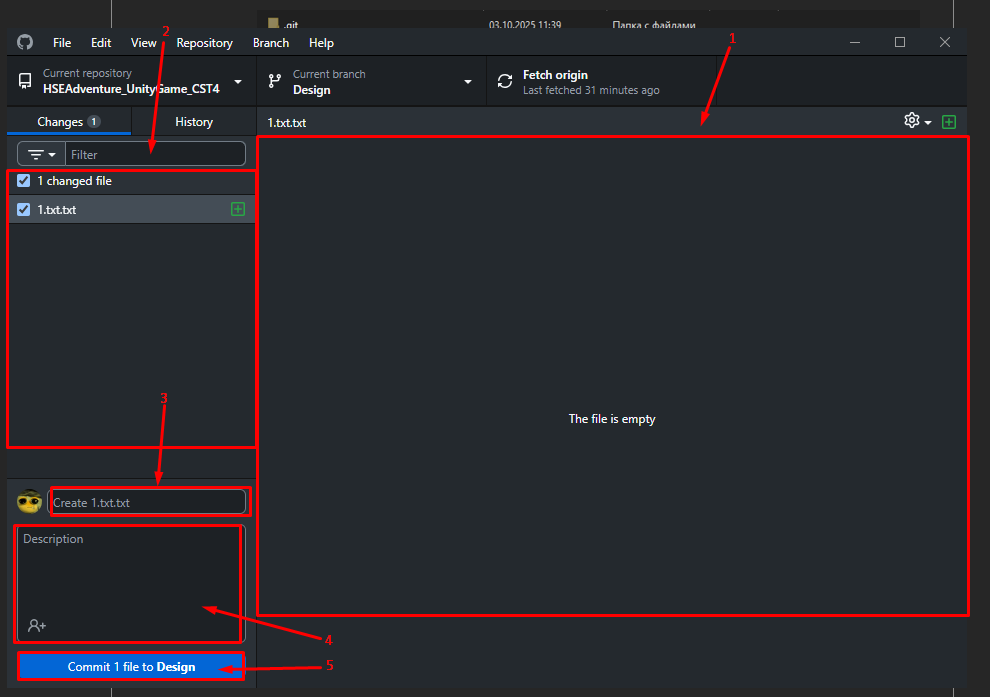 .git 03.10.2025 11:39 Папка с файлами
2
File Edit View Repository Branch Help
1
Current repository
HSEAdventure_UnityGame_CST4
Current branch
Design
Fetch origin
Last fetched 31 minutes ago
Changes 1 History
1.txt.txt
Filter
1 changed file
1.txt.txt
The file is empty
3
Create 1.txt.txt
Description
4
5
Commit 1 file to Design